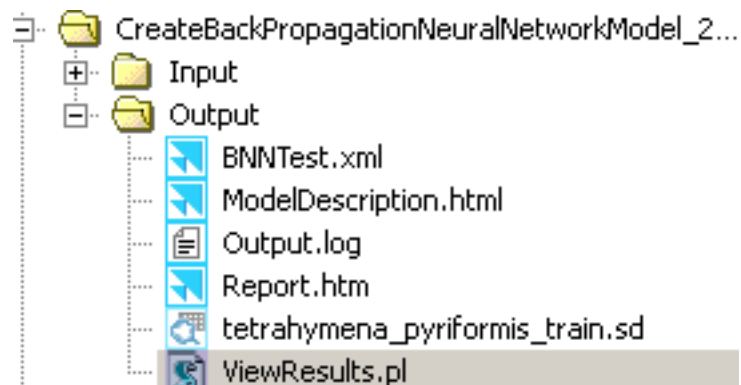 CreateBackPropagationNeuralNetworkModel_2...
Input
Output
BNNTest.xml
ModelDescription.html
Output.log
Report.htm
tetrahymena_pyriformis_train.sd
ViewResults.pl